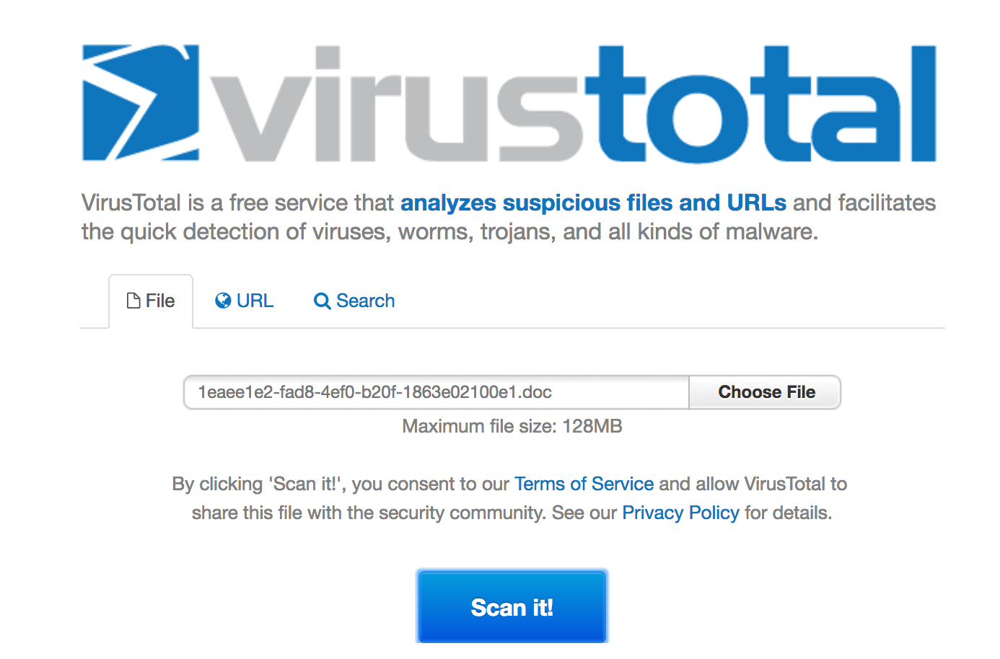 virustotal
VirusTotal is a free service that analyzes suspicious files and URLs and facilitates
the quick detection of viruses, worms, trojans, and all kinds of malware.
File URL Search
1eaee1e2-fad8-4ef0-b20f-1863e02100e1.doc Choose File
Maximum file size: 128MB
By clicking 'Scan it!', you consent to our Terms of Service and allow VirusTotal to
share this file with the security community. See our Privacy Policy for details.
Scan it!